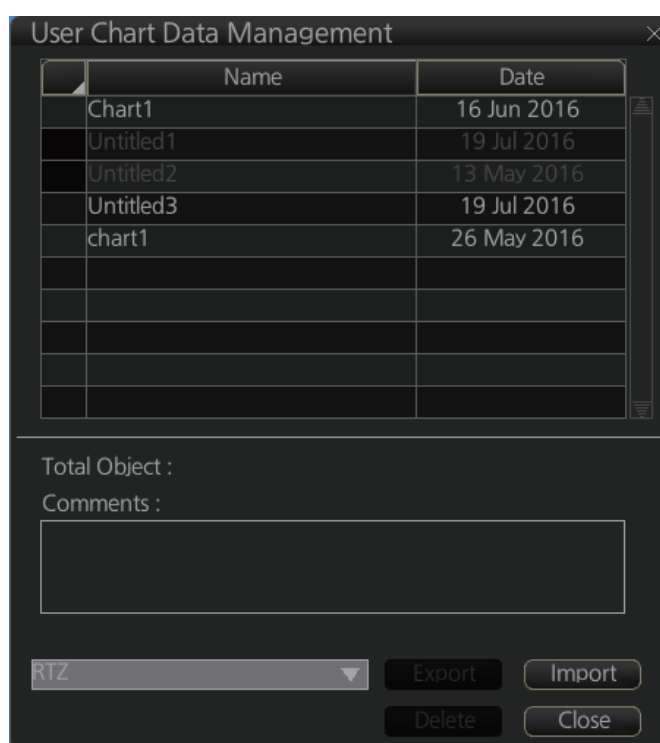 User Chart Data Management
Name Date
Chart1 16 Jun 2016
Untitled1 19 Jul 2016
Untitled2 13 May 2016
Untitled3 19 Jul 2016
chart1 26 May 2016
Total Object :
Comments :
RTZ Export Import
Delete Close